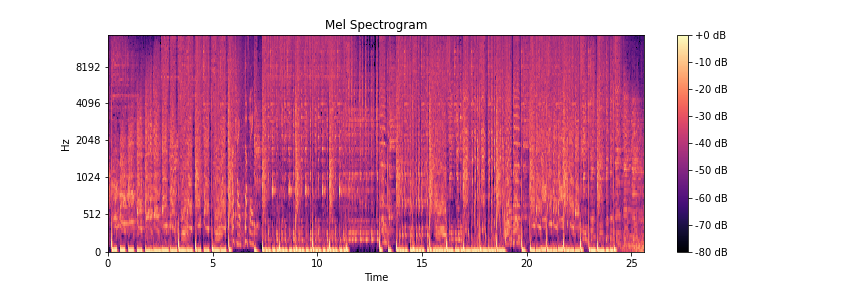 Mel Spectrogram
Hz
8192
4096
2048
1024
512
0
0
5
10
15
20
25
Time
+0 dB
-10 dB
-20 dB
-30 dB
-40 dB
-50 dB
-60 dB
-70 dB
-80 dB